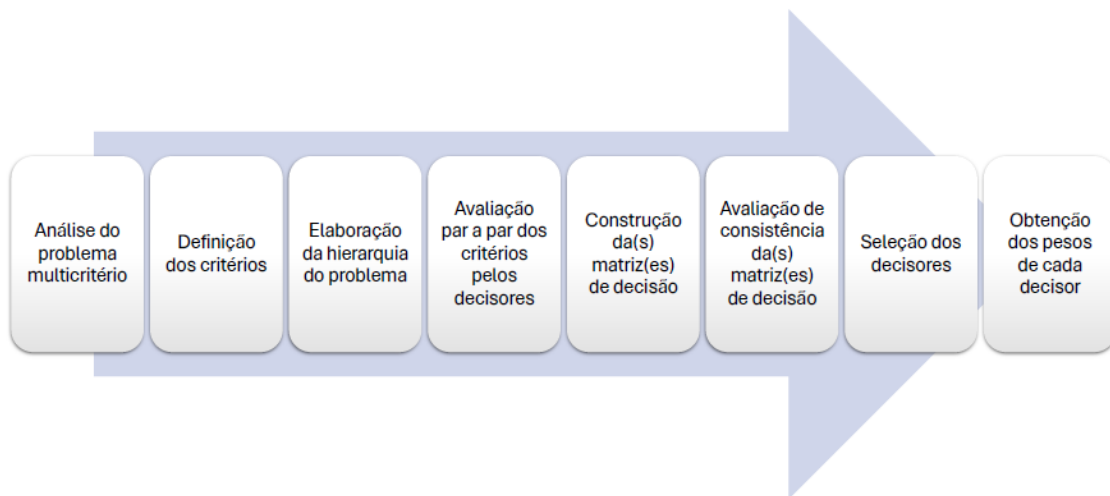 Análise do
problema
multicritério
Definição
dos critérios
Elaboração
da hierarquia
do problema
Avaliação
par a par dos
critérios
pelos
decisores
Construção
da(s)
matriz(es)
de decisão
Avaliação de
consistência
da(s)
matriz(es)
de decisão
Seleção dos
decisores
Obtenção
dos pesos
de cada
decisor